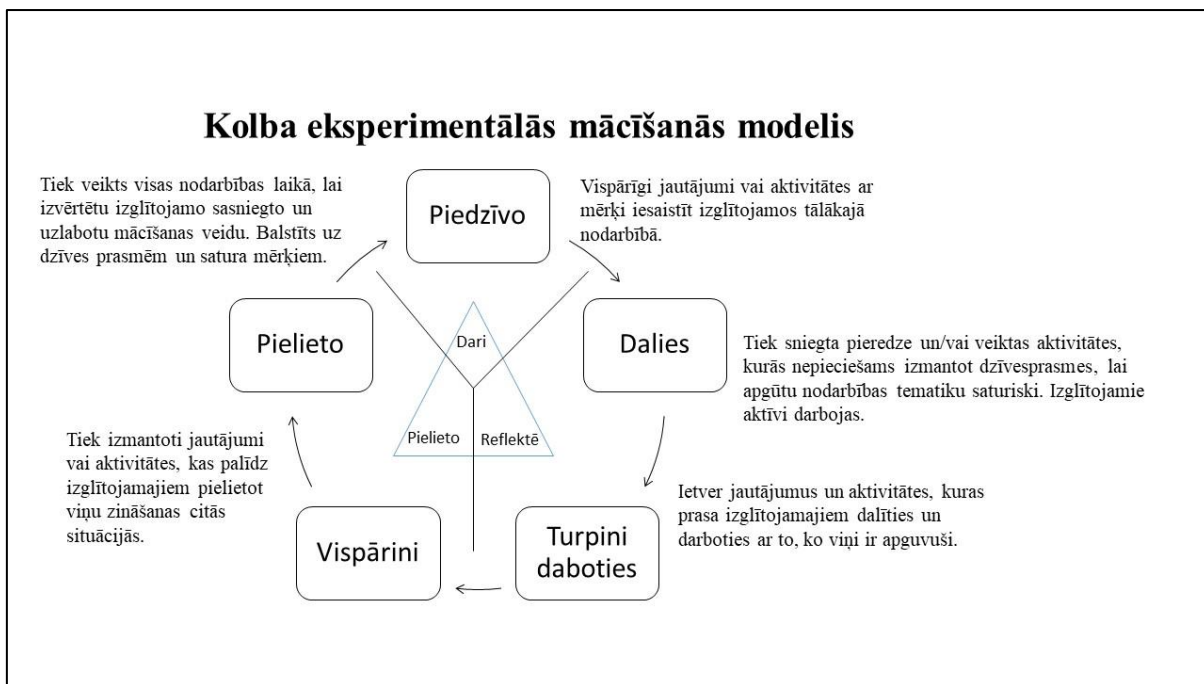 Kolba eksperimentālās mācīšanās modelis
Tiek veikts visas nodarbības laikā, lai
izvērtētu izglītojamo sasniegto un
uzlabotu mācīšanas veidu. Balstīts uz
dzīves prasmēm un satura mērķiem.
Piedzīvo
Vispārīgi jautājumi vai aktivitātes ar
mērķi iesaistīt izglītojamos tālākajā
nodarbībā.
Pielieto
Dari
Dalies
Tiek sniegta pieredze un/vai veiktas aktivitātes,
kurās nepieciešams izmantot dzīvesprasmes, lai
apgūtu nodarbības tematiku saturiski. Izglītojamie
aktīvi darbojas.
Pielieto
Reflektē
Tiek izmantoti jautājumi
vai aktivitātes, kas palīdz
izglītojamajiem pielietot
viņu zināšanas citās
situācijās.
Vispārini
Turpini
daboties
Ietver jautājumus un aktivitātes, kuras
prasa izglītojamajiem dalīties un
darboties ar to, ko viņi ir apguvuši.